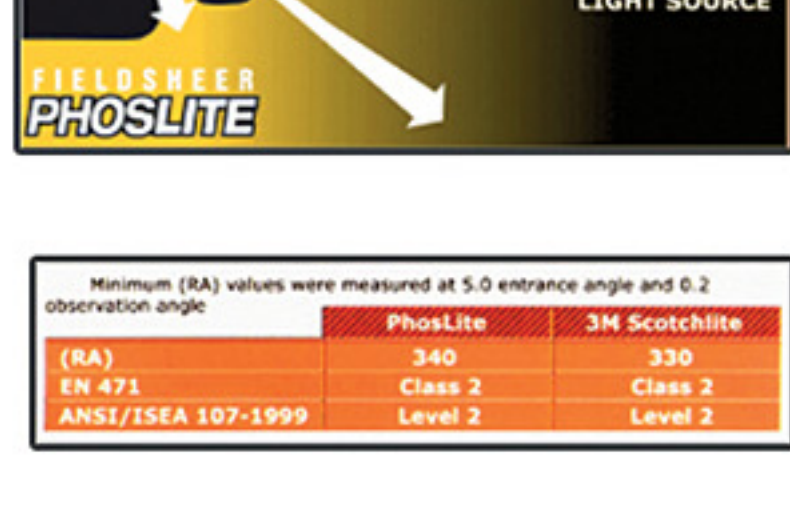 LIGHT SOURCE
FIELDSHEER
PHOSLITE
Minimum (RA) values were measured at 5.0 entrance angle and 0.2
observation angle
PhosLite 3M Scotchlite
(RA) 340 330
EN 471 Class 2 Class 2
ANSI/ISEA 107-1999 Level 2 Level 2